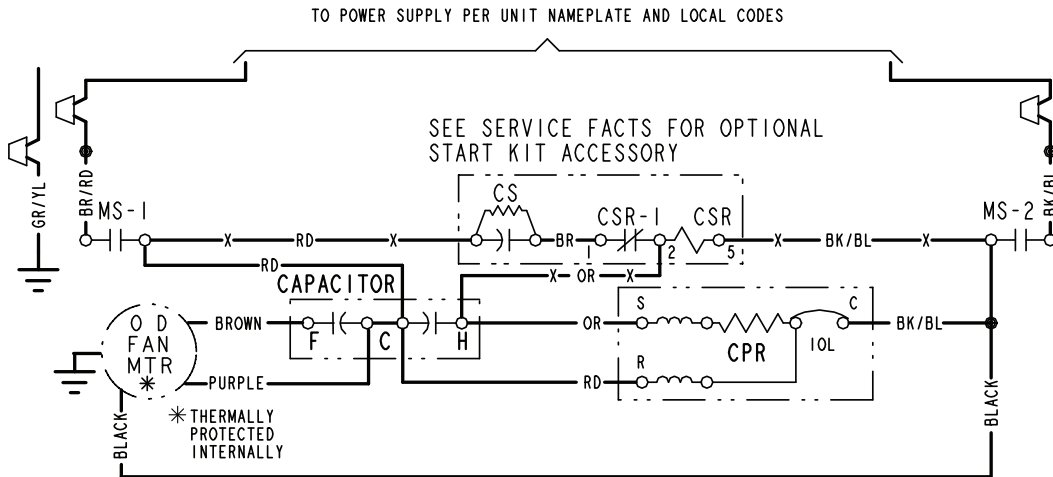 TO POWER SUPPLY PER UNIT NAMEPLATE AND LOCAL CODES
SEE SERVICE FACTS FOR OPTIONAL
START KIT ACCESSORY
GR/YL
BR/RD
BK/BL
MS-1
CS
CSR-1
CSR
MS-2
X
RD
X
BR
1
2
5
X
BK/BL
X
RD
X
OR
X
CAPACITOR
F
C
H
BROWN
OR
S
C
BK/BL
CPR
IOL
O D
FAN
MTR
*
PURPLE
RD
R
BLACK
* THERMALLY
PROTECTED
INTERNALLY
BLACK